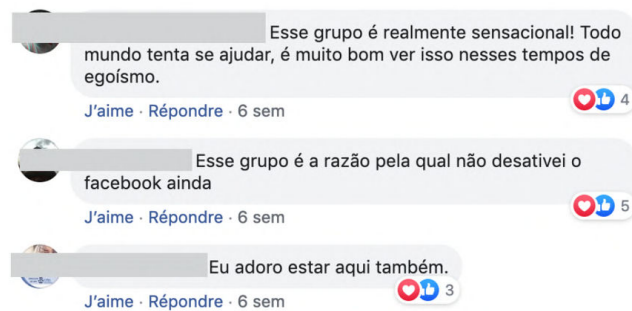 Esse grupo é realmente sensacional! Todo
mundo tenta se ajudar, é muito bom ver isso nesses tempos de
egoísmo.
4
J'aime · Répondre · 6 sem
Esse grupo é a razão pela qual não desativei o
facebook ainda
5
J'aime · Répondre · 6 sem
Eu adoro estar aqui também.
3
J'aime · Répondre · 6 sem